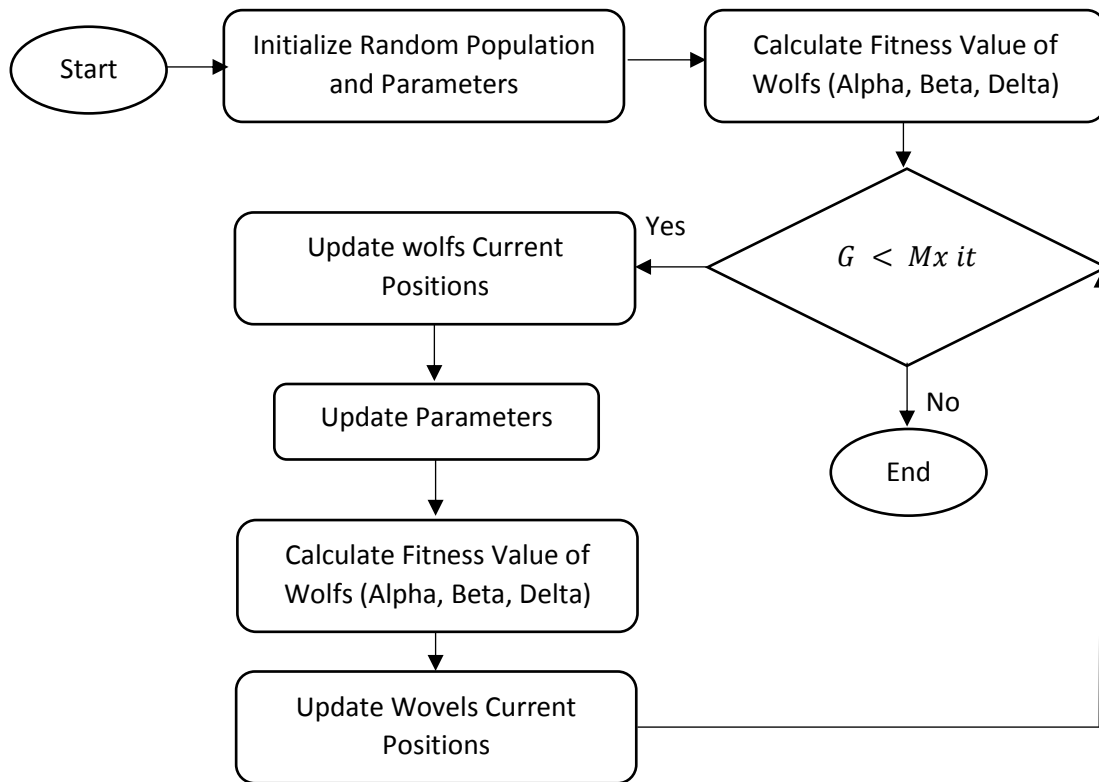 Start
Initialize Random Population
and Parameters
Calculate Fitness Value of
Wolfs (Alpha, Beta, Delta)
G < Mx it
Yes
Update wolfs Current
Positions
Update Parameters
No
End
Calculate Fitness Value of
Wolfs (Alpha, Beta, Delta)
Update Wovels Current
Positions